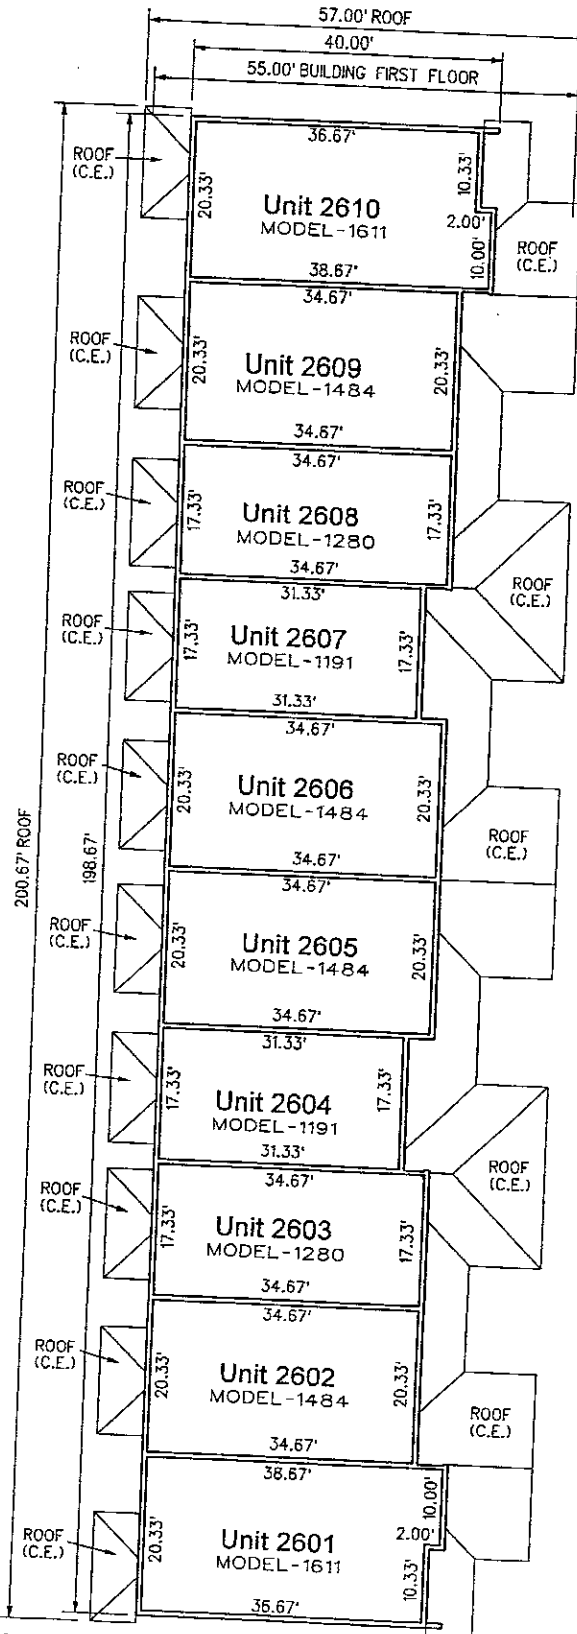 57.00' ROOF
40.00'
55.00' BUILDING FIRST FLOOR
ROOF
(C.E.)
36.67'
20.33'
Unit 2610
MODEL-1611
10.33'
2.00'
10.00'
38.67'
ROOF
(C.E.)
ROOF
(C.E.)
34.67'
20.33'
Unit 2609
MODEL-1484
20.33'
34.67'
ROOF
(C.E.)
34.67'
17.33'
Unit 2608
MODEL-1280
17.33'
34.67'
ROOF
(C.E.)
ROOF
(C.E.)
31.33'
17.33'
Unit 2607
MODEL-1191
17.33'
31.33'
ROOF
(C.E.)
34.67'
20.33'
Unit 2606
MODEL-1484
20.33'
34.67'
ROOF
(C.E.)
200.67' ROOF
198.67'
ROOF
(C.E.)
34.67'
20.33'
Unit 2605
MODEL-1484
20.33'
34.67'
ROOF
(C.E.)
31.33'
17.33'
Unit 2604
MODEL-1191
17.33'
31.33'
ROOF
(C.E.)
ROOF
(C.E.)
34.67'
17.33'
Unit 2603
MODEL-1280
17.33'
34.67'
ROOF
(C.E.)
34.67'
20.33'
Unit 2602
MODEL-1484
20.33'
34.67'
ROOF
(C.E.)
ROOF
(C.E.)
38.67'
20.33'
Unit 2601
MODEL-1611
10.00'
2.00'
10.33'
36.67'